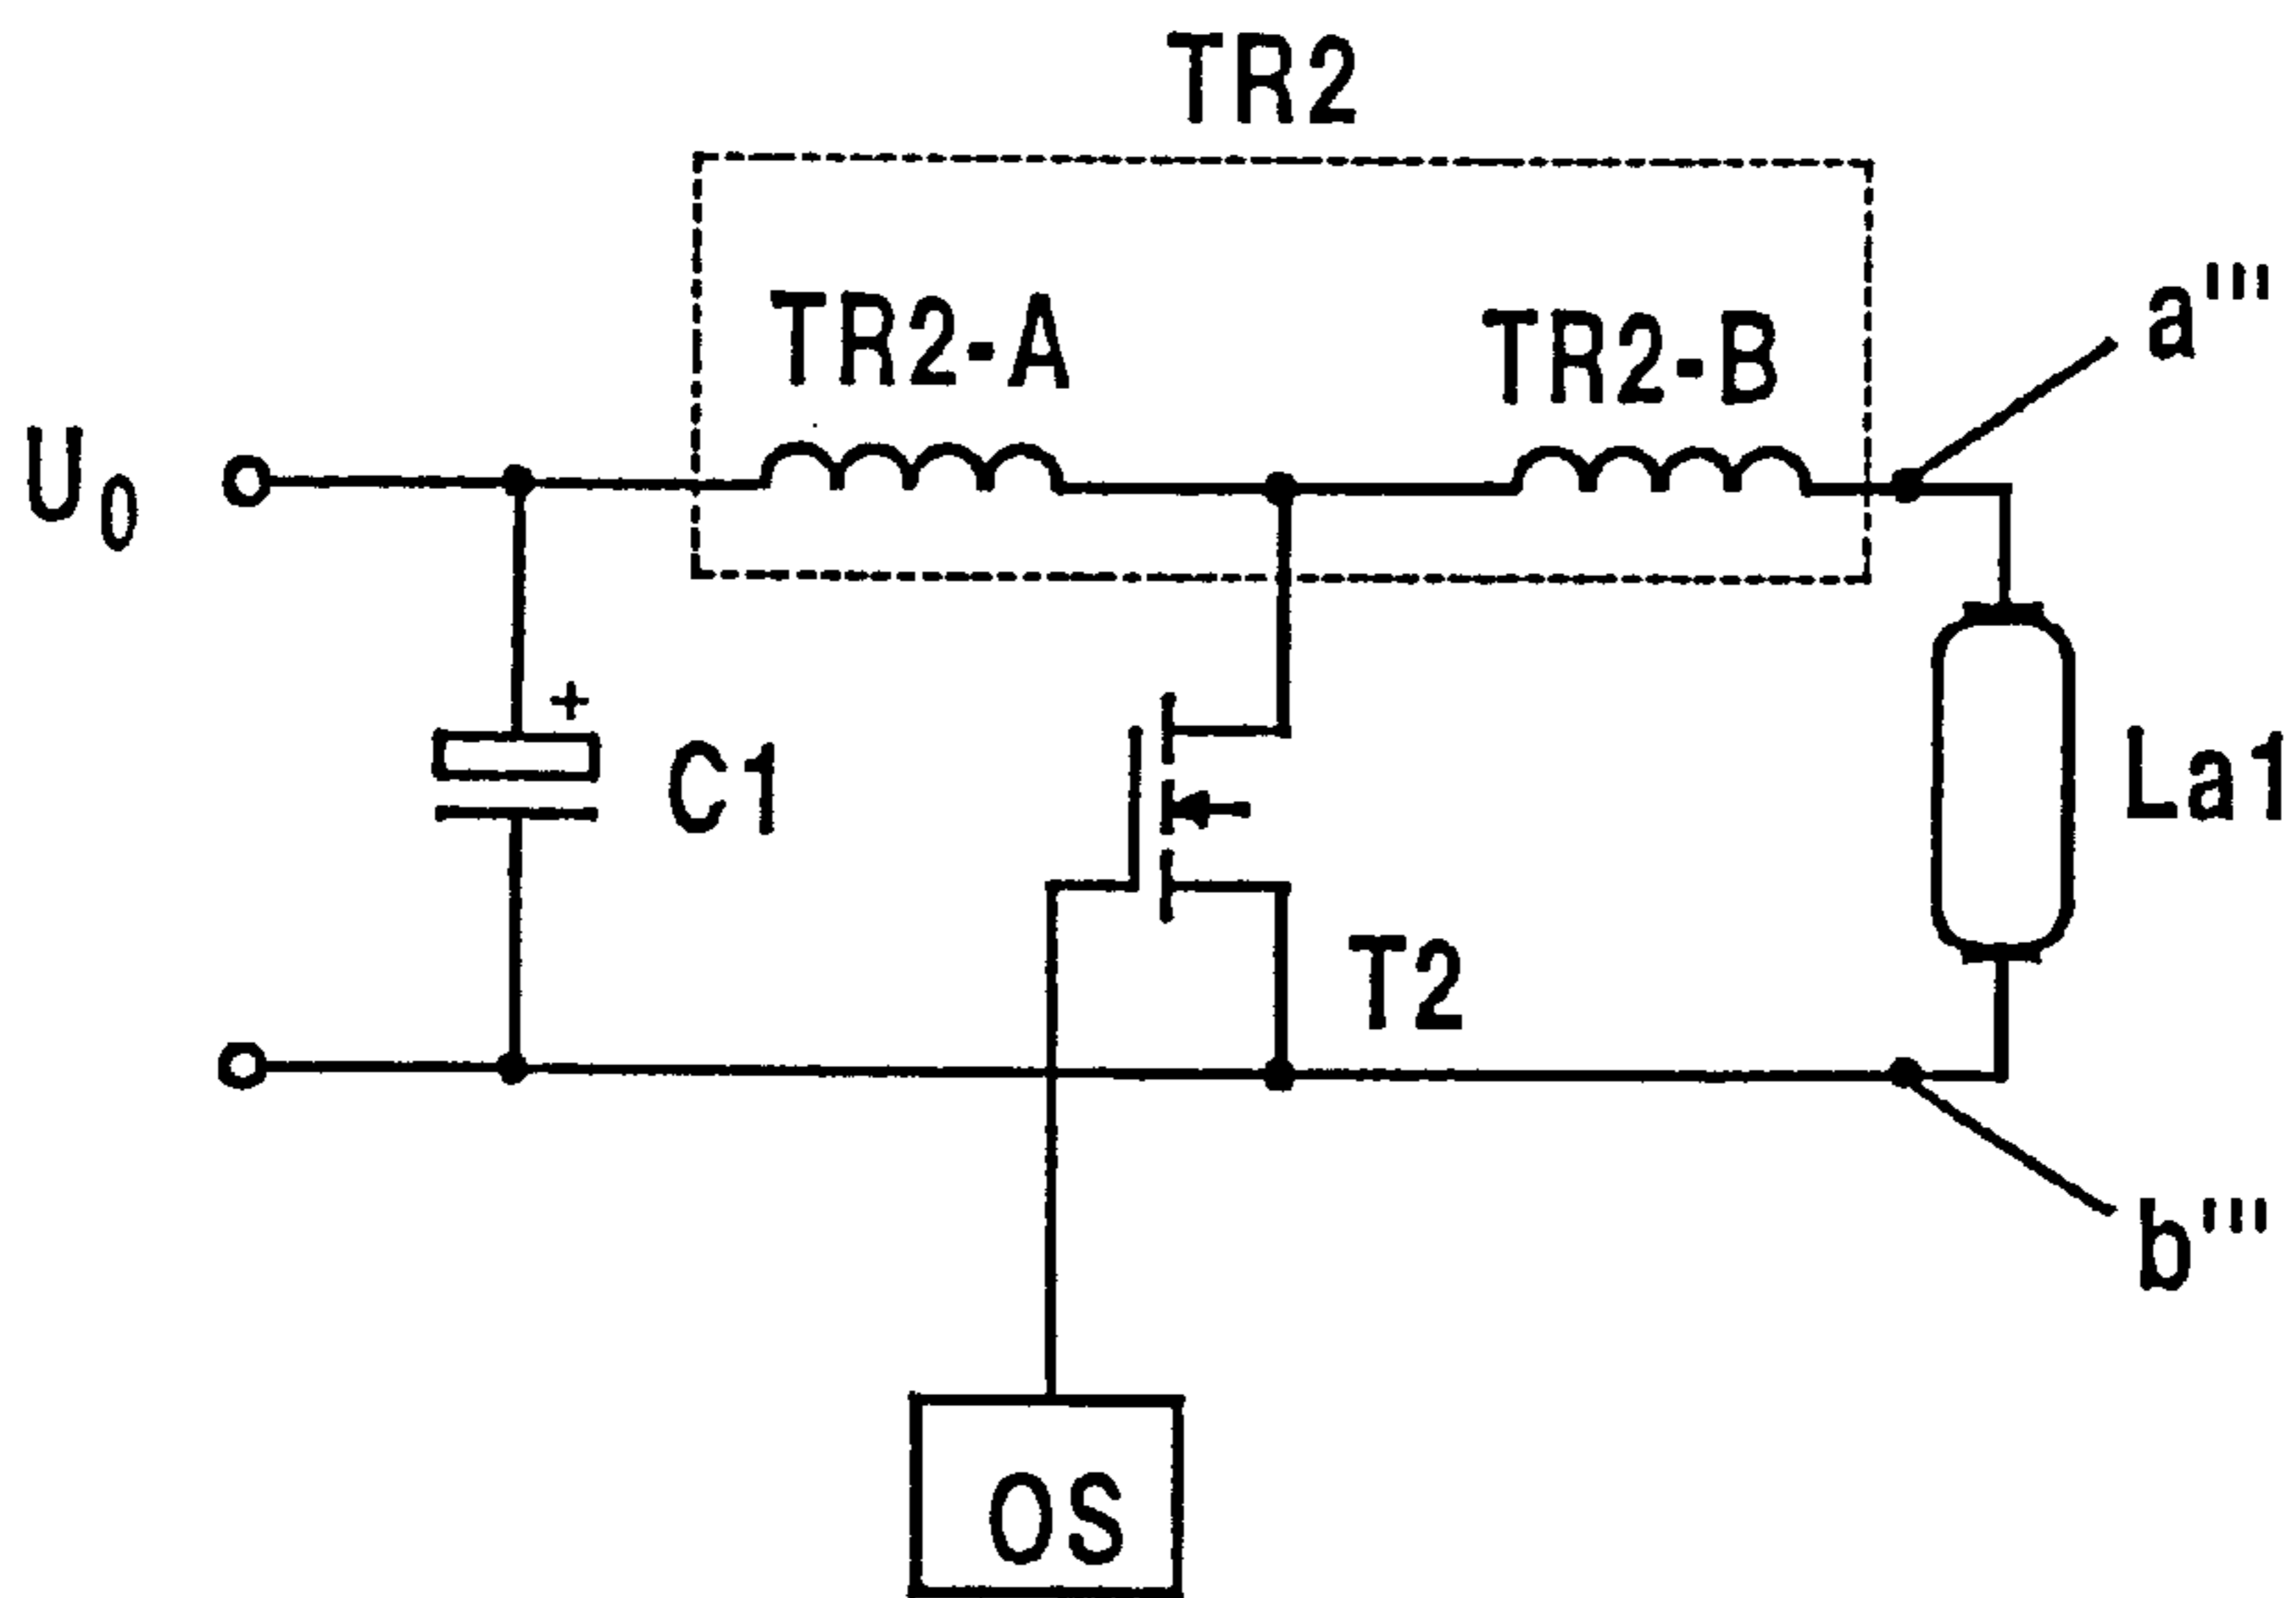 TR2
TR2-A
TR2-B
a'''
U0
+
C1
La1
T2
b'''
OS